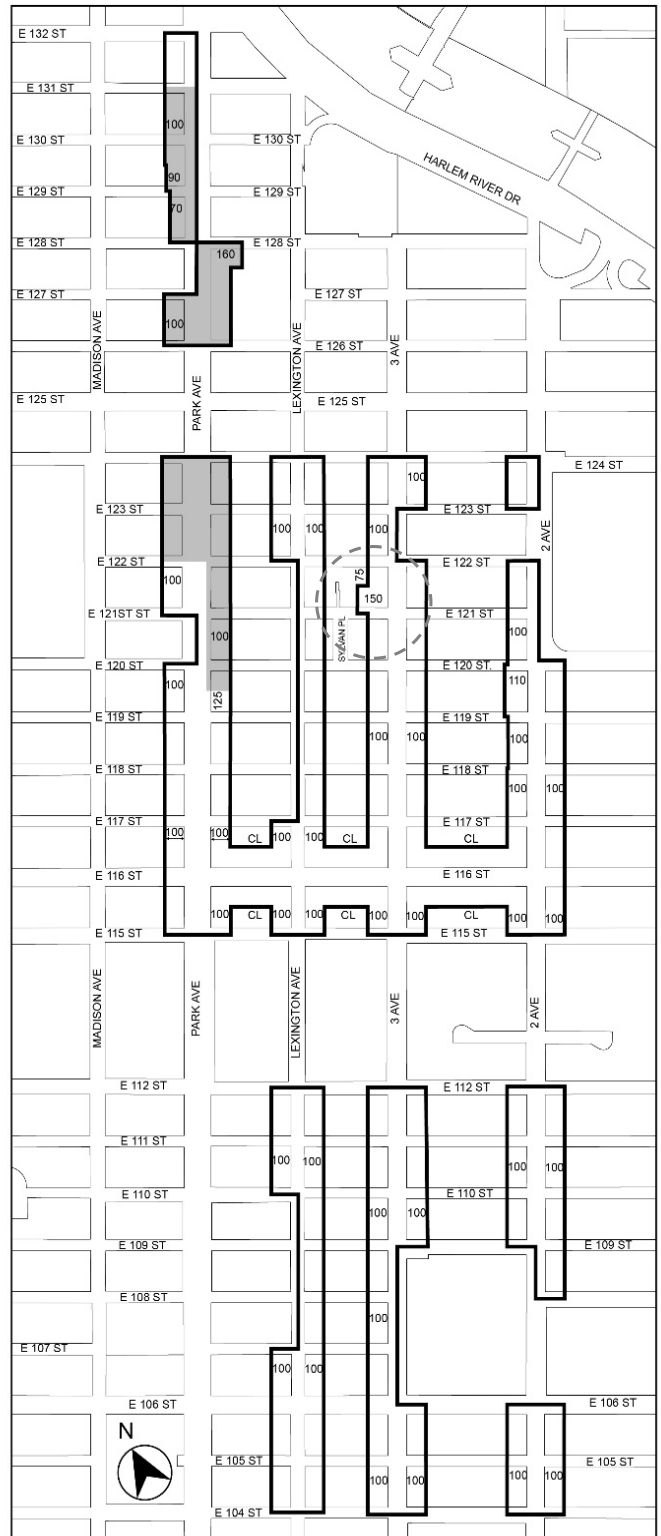 E 132 ST
E 131 ST
100
E 130 ST
E 130 ST
HARLEM RIVER DR
90
E 129 ST
E 129 ST
70
E 128 ST
E 128 ST
160
E 127 ST
E 127 ST
100
MADISON AVE
LEXINGTON AVE
3 AVE
E 126 ST
PARK AVE
E 125 ST
E 125 ST
E 124 ST
100
E 123 ST
E 123 ST
100
100
100
2 AVE
E 122 ST
E 122 ST
100
75
150
E 121ST ST
E 121 ST
100
100
SYLVAN PL
E 120 ST
E 120 ST.
100
110
125
E 119 ST
E 119 ST
100
100
100
E 118 ST
E 118 ST
100
100
E 117 ST
E 117 ST
100
100
CL
100
100
CL
CL
E 116 ST
E 116 ST
100
CL
100
100
CL
100
100
CL
100
100
E 115 ST
E 115 ST
MADISON AVE
PARK AVE
LEXINGTON AVE
3 AVE
2 AVE
E 112 ST
E 112 ST
E 111 ST
100
100
100
100
E 110 ST
E 110 ST
100
100
E 109 ST
E 109 ST
E 108 ST
100
E 107 ST
100
100
E 106 ST
E 106 ST
N
E 105 ST
E 105 ST
100
100
100
100
E 104 ST